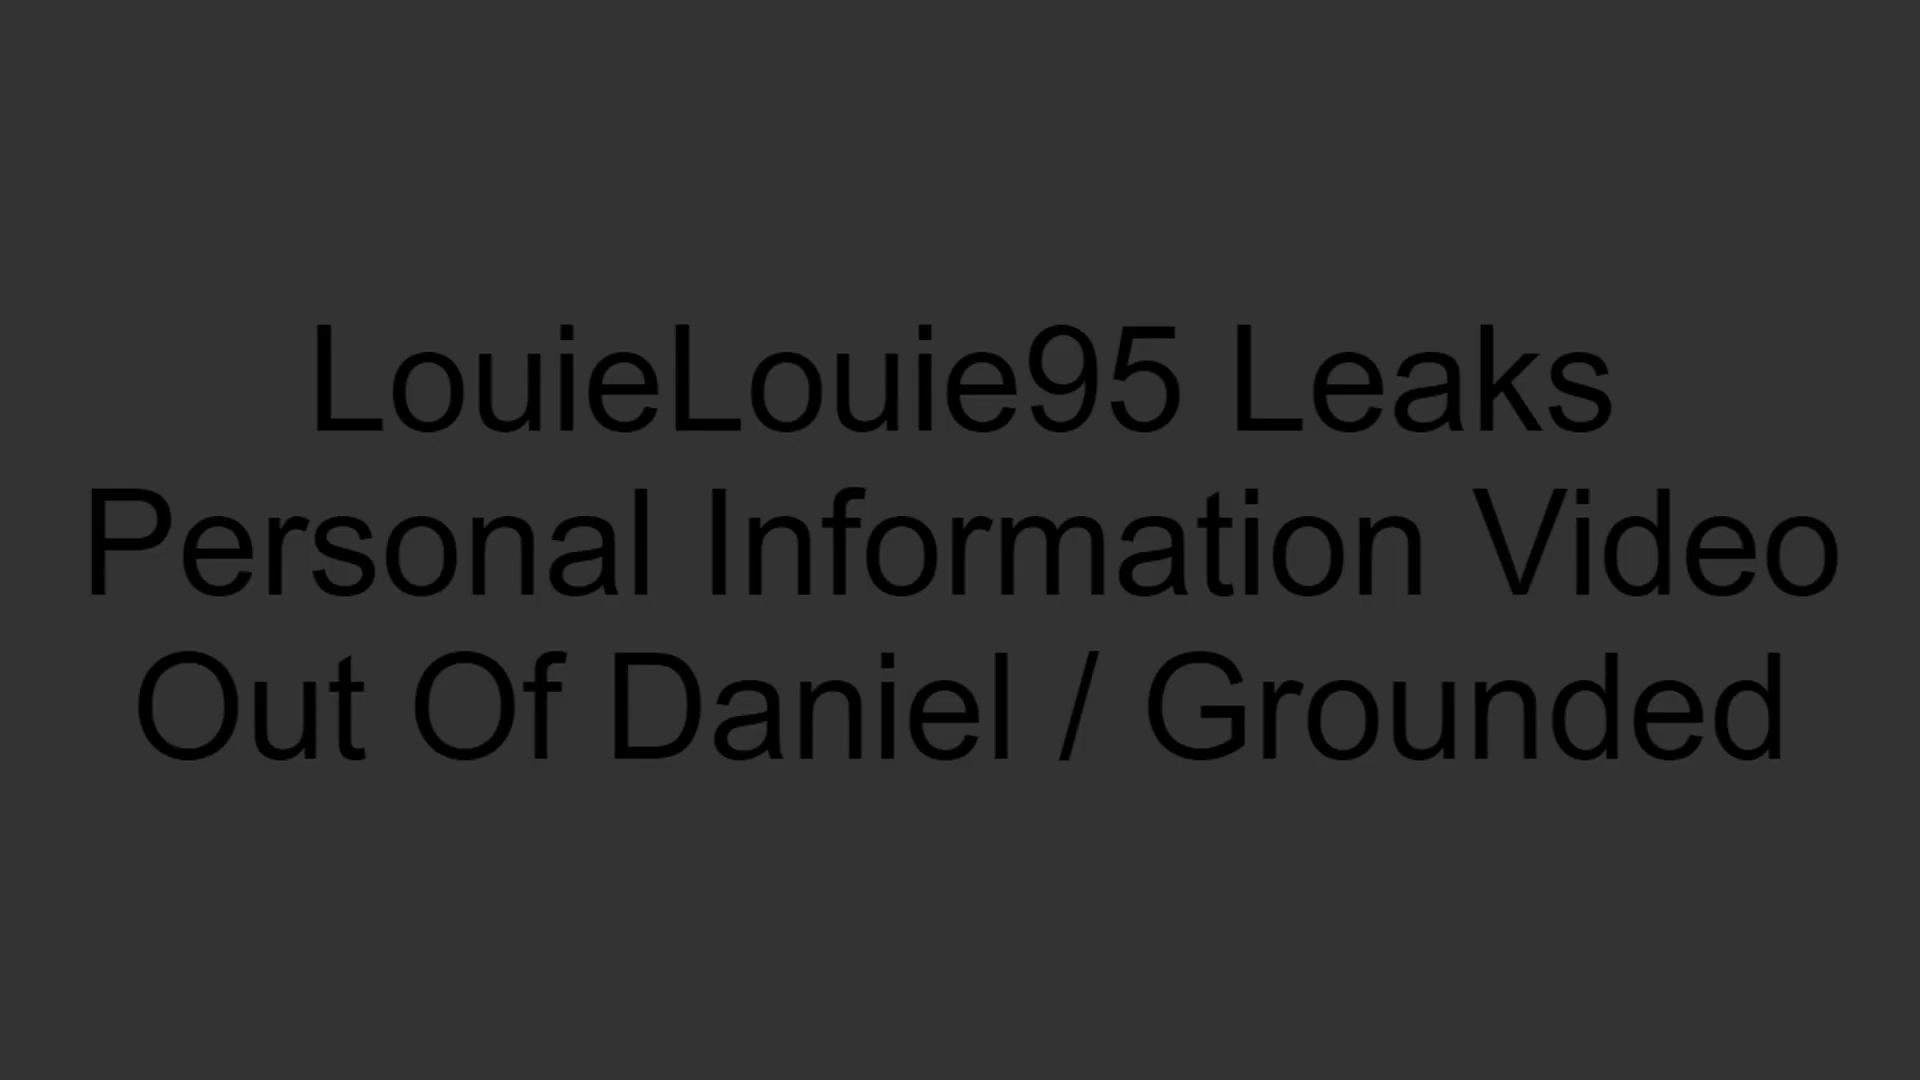 LouieLouie95 Leaks
Personal Information Video
Out Of Daniel / Grounded